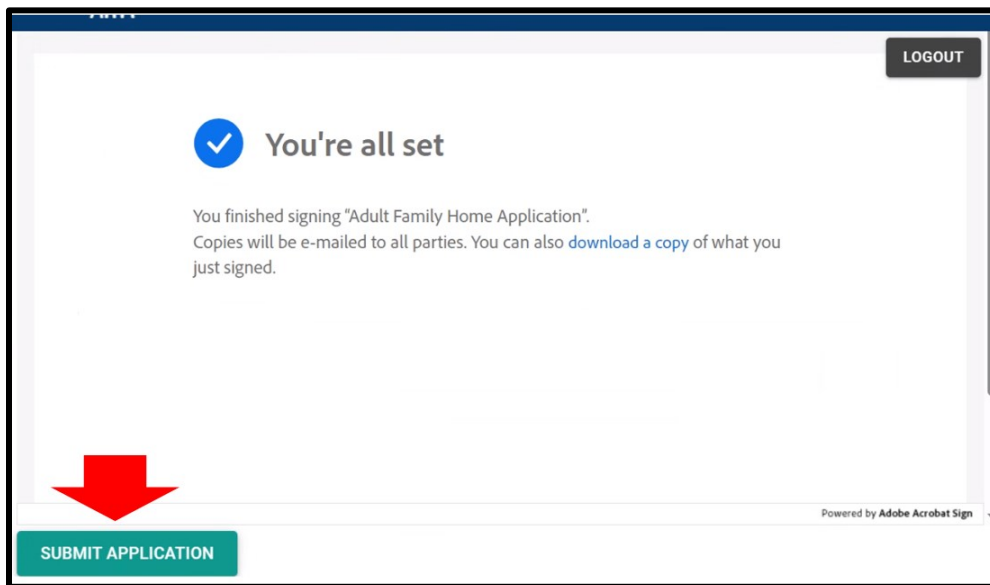 LOGOUT
You're all set
You finished signing “Adult Family Home Application”.
Copies will be e-mailed to all parties. You can also download a copy of what you
just signed.
Powered by Adobe Acrobat Sign
SUBMIT APPLICATION